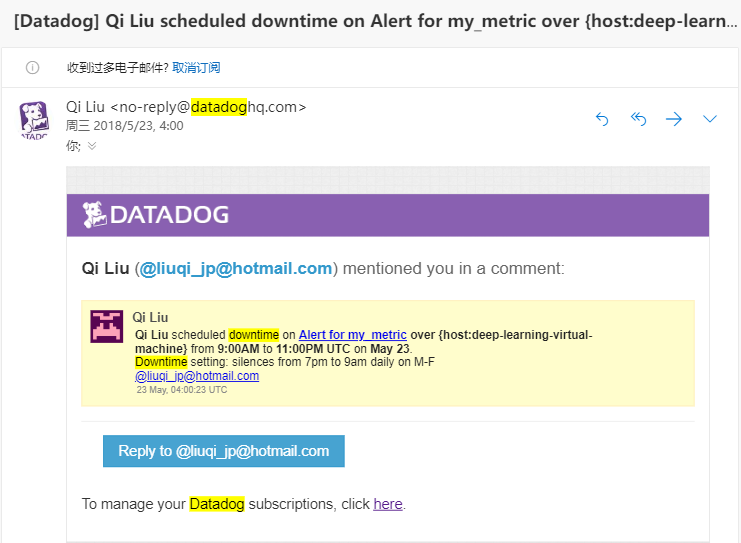 [Datadog] Qi Liu scheduled downtime on Alert for my_metric over {host:deep-learn...
收到过多电子邮件? 取消订阅
Qi Liu <no-reply@datadoghq.com>
周三 2018/5/23, 4:00
你;
DATADOG
Qi Liu (@liuqi_jp@hotmail.com) mentioned you in a comment:
Qi Liu
Qi Liu scheduled downtime on Alert for my_metric over {host:deep-learning-virtual-
machine} from 9:00AM to 11:00PM UTC on May 23.
Downtime setting: silences from 7pm to 9am daily on M-F
@liuqi_jp@hotmail.com
23 May, 04:00:23 UTC
Reply to @liuqi_jp@hotmail.com
To manage your Datadog subscriptions, click here.